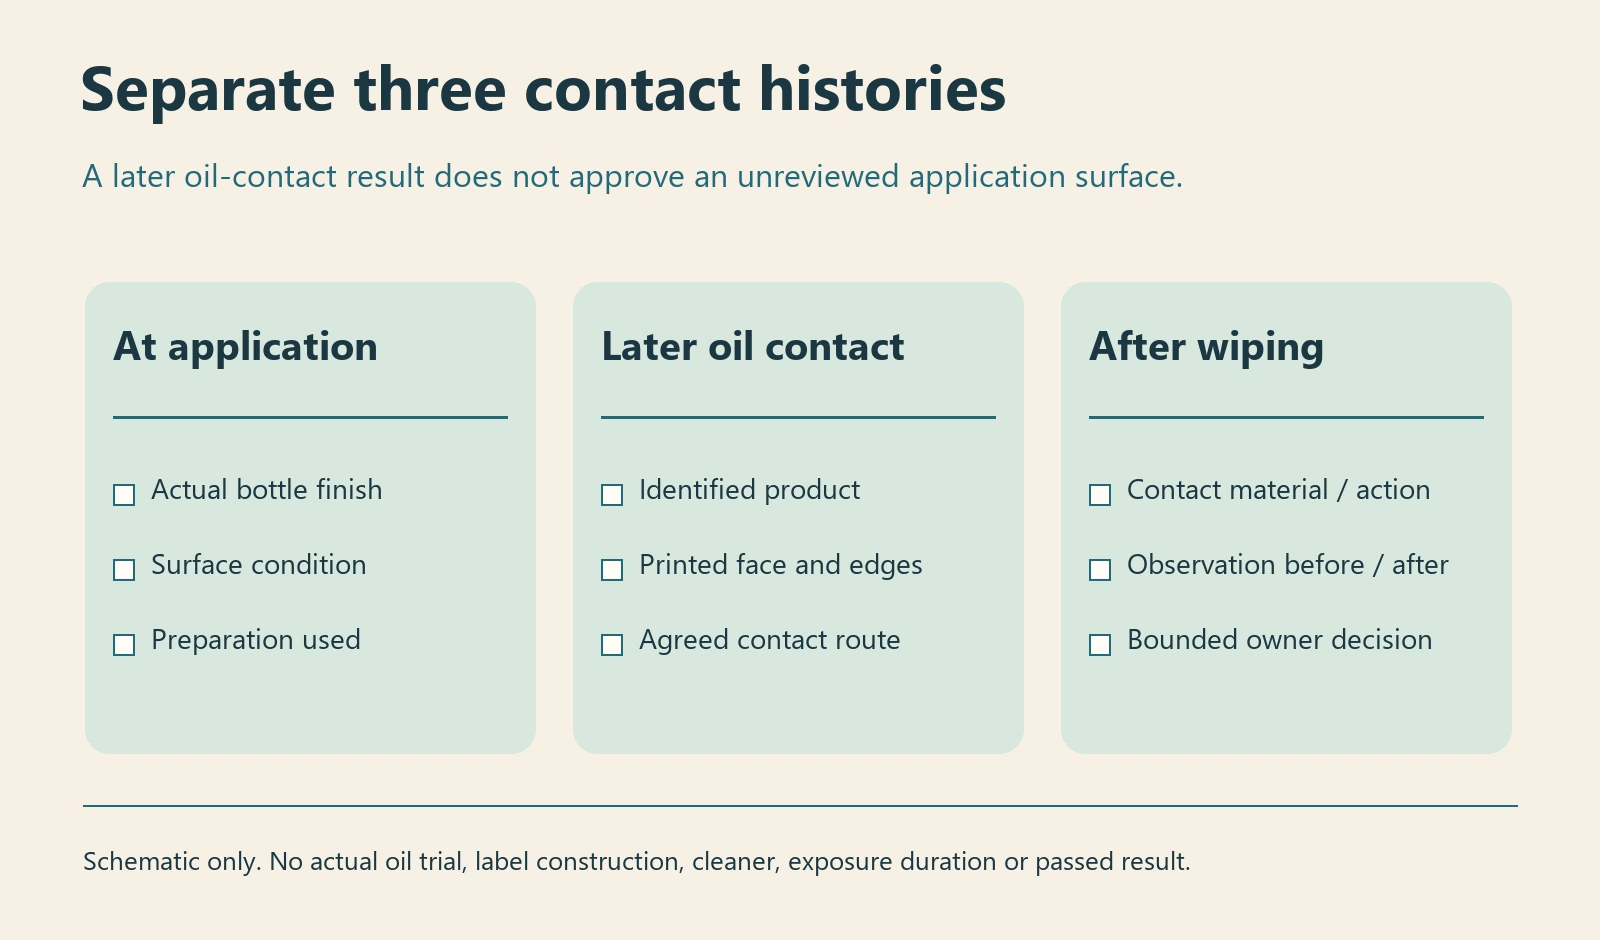 Separate three contact histories
A later oil-contact result does not approve an unreviewed application surface.
At application
Actual bottle finish
Surface condition
Preparation used
Later oil contact
Identified product
Printed face and edges
Agreed contact route
After wiping
Contact material / action
Observation before / after
Bounded owner decision
Schematic only. No actual oil trial, label construction, cleaner, exposure duration or passed result.